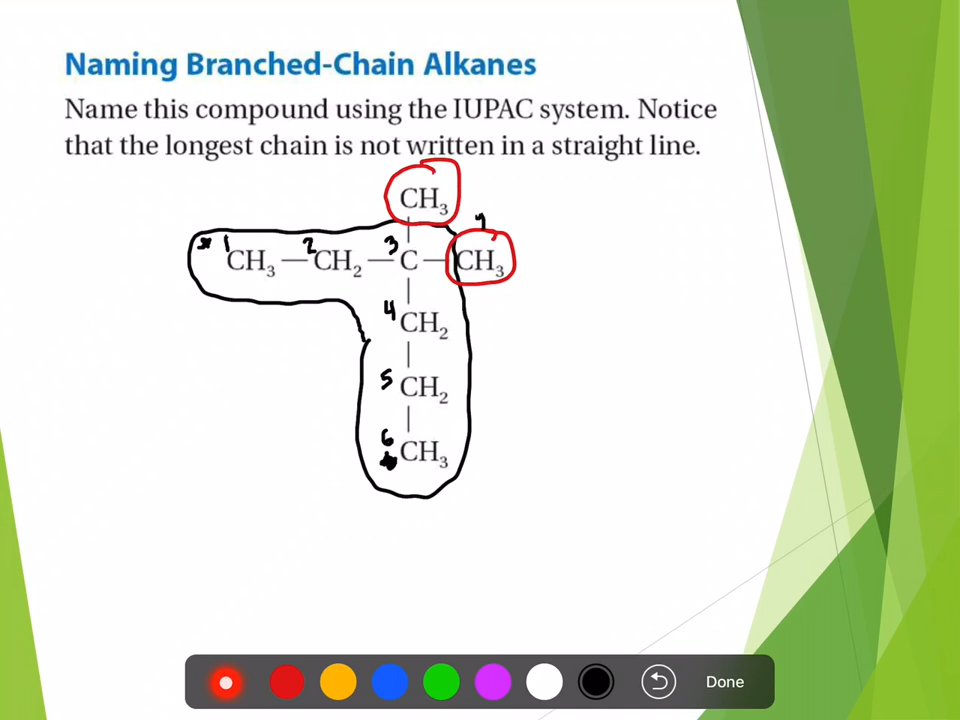 Naming Branched-Chain Alkanes
Name this compound using the IUPAC system. Notice
that the longest chain is not written in a straight line.
CH₃
4
* 1 2 3
CH₃ — CH₂ — C — CH₃
4 CH₂
5 CH₂
6
* CH₃
Done